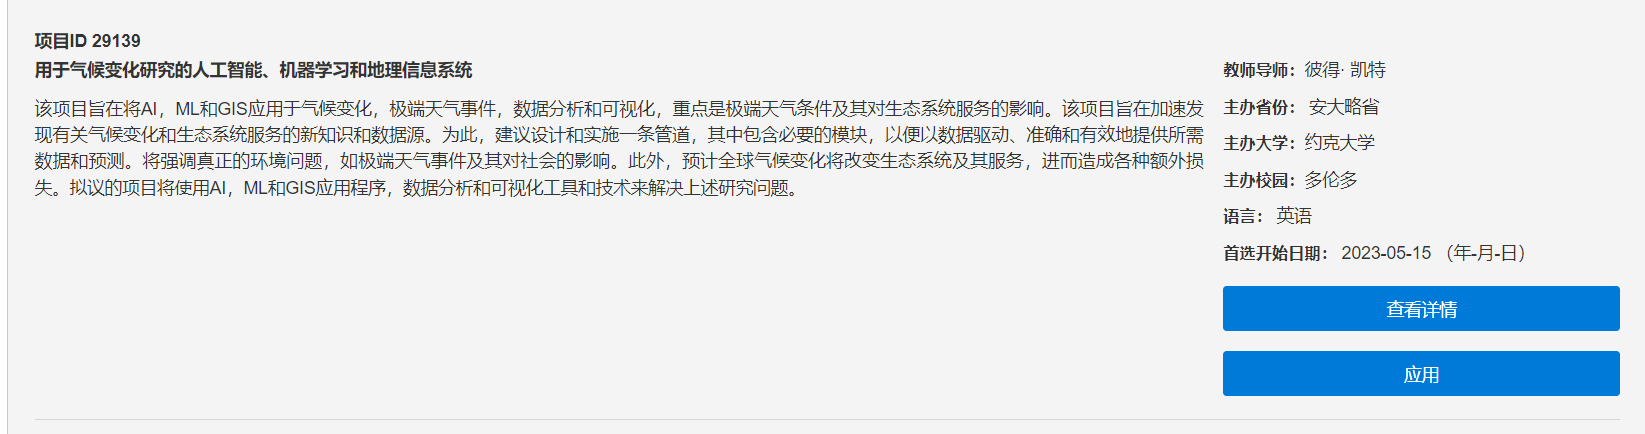 项目ID 29139
用于气候变化研究的人工智能、机器学习和地理信息系统
该项目旨在将AI，ML和GIS应用于气候变化，极端天气事件，数据分析和可视化，重点是极端天气条件及其对生态系统服务的影响。该项目旨在加速发
现有关气候变化和生态系统服务的新知识和数据源。为此，建议设计和实施一条管道，其中包含必要的模块，以便以数据驱动、准确和有效地提供所需
数据和预测。将强调真正的环境问题，如极端天气事件及其对社会的影响。此外，预计全球气候变化将改变生态系统及其服务，进而造成各种额外损
失。拟议的项目将使用AI，ML和GIS应用程序，数据分析和可视化工具和技术来解决上述研究问题。
教师导师：彼得· 凯特
主办省份： 安大略省
主办大学：约克大学
主办校园：多伦多
语言： 英语
首选开始日期： 2023-05-15 （年-月-日）
查看详情
应用